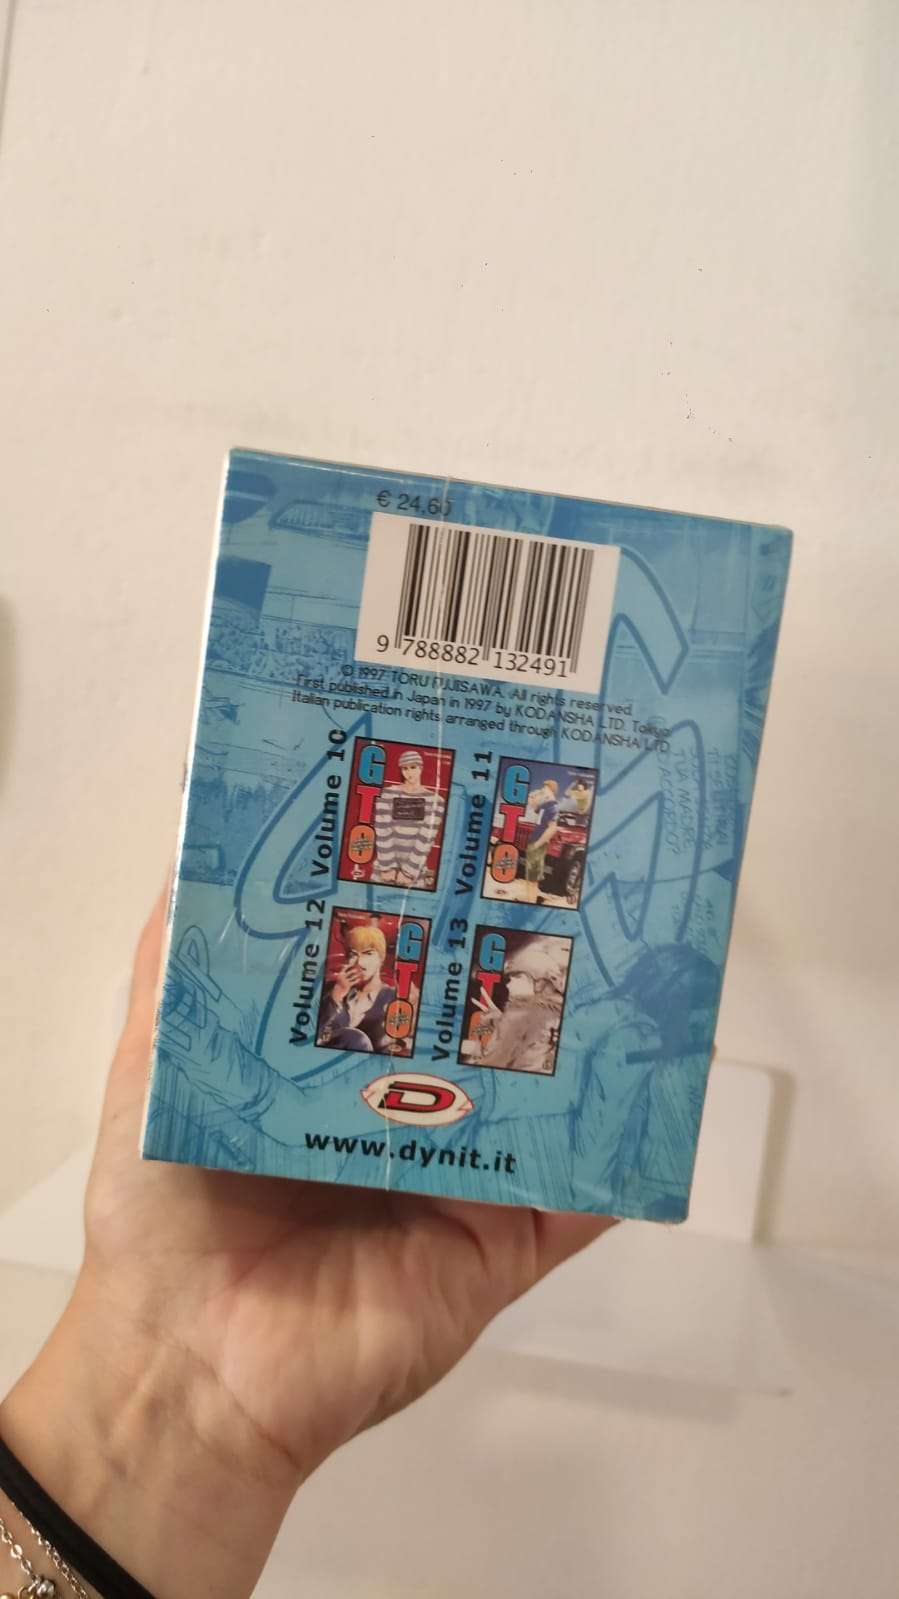 € 24,60
9 788882 132491
© 1997 TORU FUJISAWA. All rights reserved.
First published in Japan in 1997 by KODANSHA LTD. Tokyo
Italian publication rights arranged through KODANSHA LTD.
Volume 10
GTO
Volume 11
GTO
Volume 12
GTO
Volume 13
GTO
D
www.dynit.it